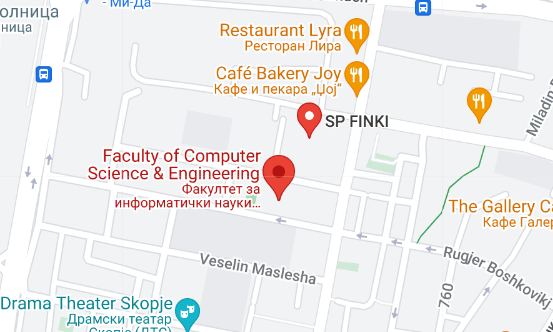 Ми-Да
олница
ница
Restaurant Lyra
Ресторан Лира
Café Bakery Joy
Кафе и пекара „Џој“
SP FINKI
Miladin
Faculty of Computer
Science & Engineering
Факултет за
информатички науки...
The Gallery Ca
Кафе Галер
Rugjer Boshkovikj
Veselin Maslesha
760
Drama Theater Skopje
Драмски театар
Скопје (ДТС)